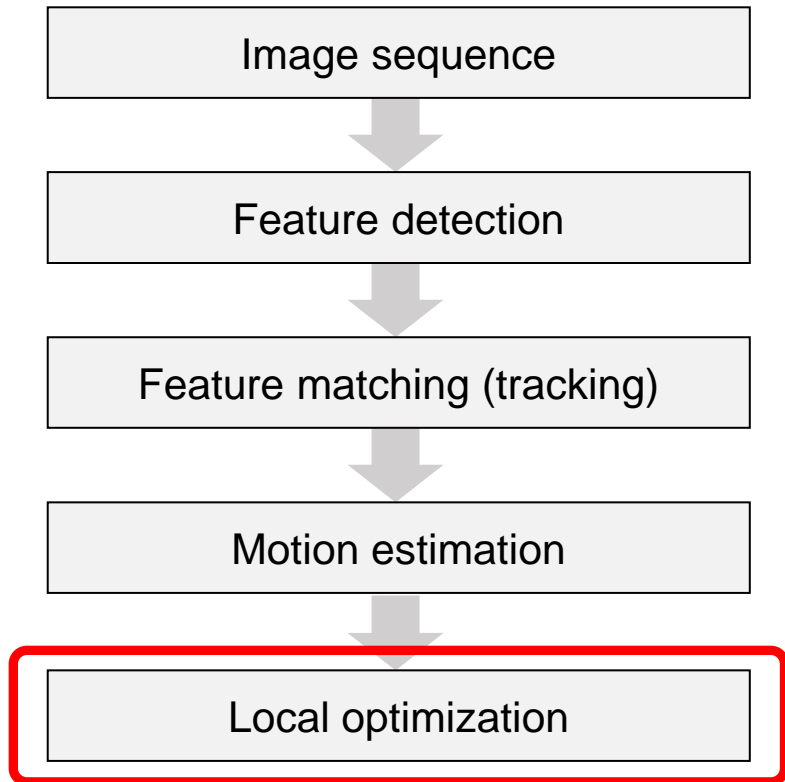 Image sequence
Feature detection
Feature matching (tracking)
Motion estimation
Local optimization